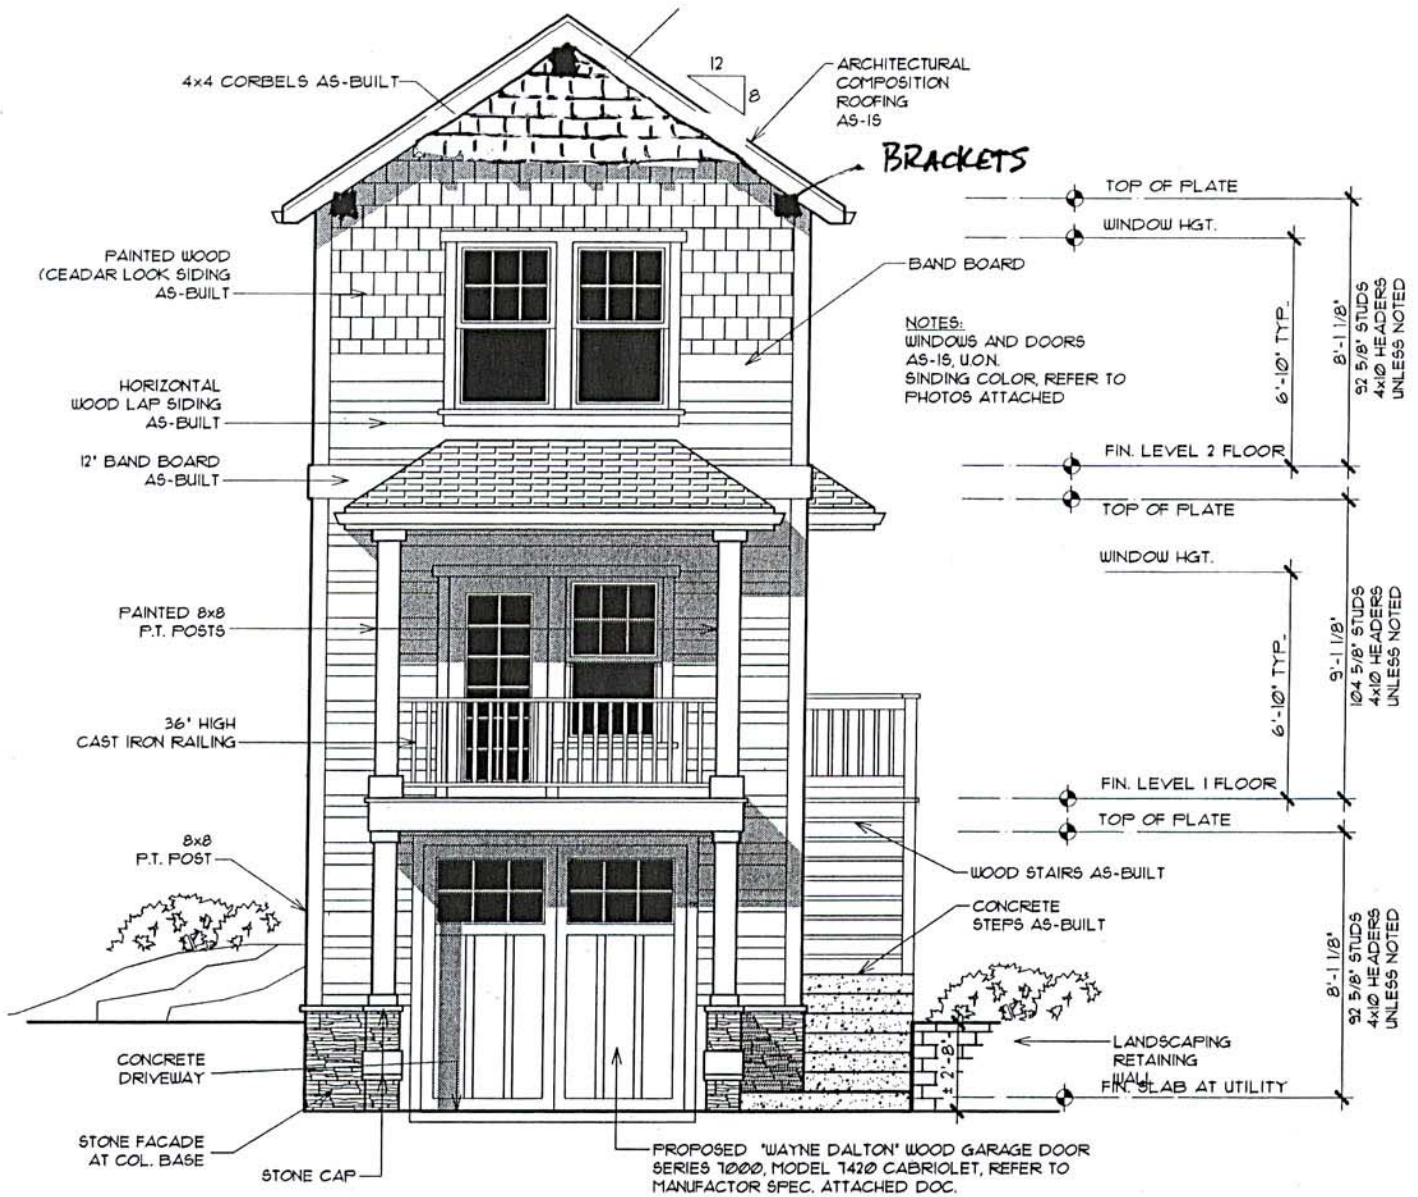 12
8
4x4 CORBELS AS-BUILT
ARCHITECTURAL
COMPOSITION
ROOFING
AS-IS
BRACKETS
TOP OF PLATE
WINDOW HGT.
PAINTED WOOD
(CEADAR LOOK SIDING
AS-BUILT
BAND BOARD
NOTES:
WINDOWS AND DOORS
AS-IS, U.O.N.
SINDING COLOR, REFER TO
PHOTOS ATTACHED
6'-10" TYP.
8'-1 1/8"
92 5/8" STUDS
4x10 HEADERS
UNLESS NOTED
HORIZONTAL
WOOD LAP SIDING
AS-BUILT
12" BAND BOARD
AS-BUILT
FIN. LEVEL 2 FLOOR
TOP OF PLATE
WINDOW HGT.
PAINTED 8x8
P.T. POSTS
6'-10" TYP.
9'-1 1/8"
104 5/8" STUDS
4x10 HEADERS
UNLESS NOTED
36" HIGH
CAST IRON RAILING
FIN. LEVEL 1 FLOOR
TOP OF PLATE
8x8
P.T. POST
WOOD STAIRS AS-BUILT
CONCRETE
STEPS AS-BUILT
8'-1 1/8"
92 5/8" STUDS
4x10 HEADERS
UNLESS NOTED
CONCRETE
DRIVEWAY
± 2'-8"
LANDSCAPING
RETAINING
WALL
FIN. SLAB AT UTILITY
STONE FACADE
AT COL. BASE
STONE CAP
PROPOSED "WAYNE DALTON" WOOD GARAGE DOOR
SERIES 7000, MODEL 7420 CABRIOLET, REFER TO
MANUFACTOR SPEC. ATTACHED DOC.